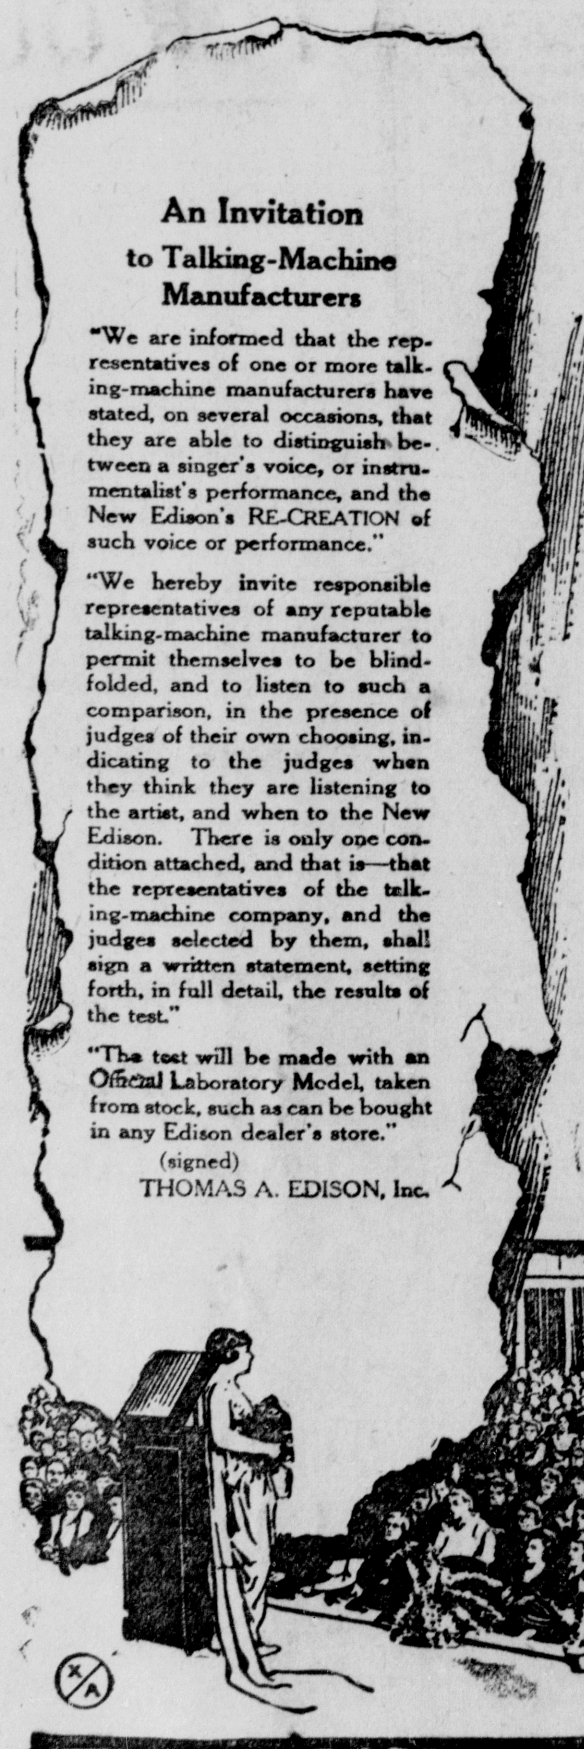 An Invitation
to Talking-Machine
Manufacturers
"We are informed that the rep-
resentatives of one or more talk-
ing-machine manufacturers have
stated, on several occasions, that
they are able to distinguish be-
tween a singer's voice, or instru-
mentalist's performance, and the
New Edison's RE-CREATION of
such voice or performance."
"We hereby invite responsible
representatives of any reputable
talking-machine manufacturer to
permit themselves to be blind-
folded, and to listen to such a
comparison, in the presence of
judges of their own choosing, in-
dicating to the judges when
they think they are listening to
the artist, and when to the New
Edison. There is only one con-
dition attached, and that is—that
the representatives of the talk-
ing-machine company, and the
judges selected by them, shall
sign a written statement, setting
forth, in full detail, the results of
the test."
"The test will be made with an
Official Laboratory Model, taken
from stock, such as can be bought
in any Edison dealer's store."
(signed)
THOMAS A. EDISON, Inc.
X/A